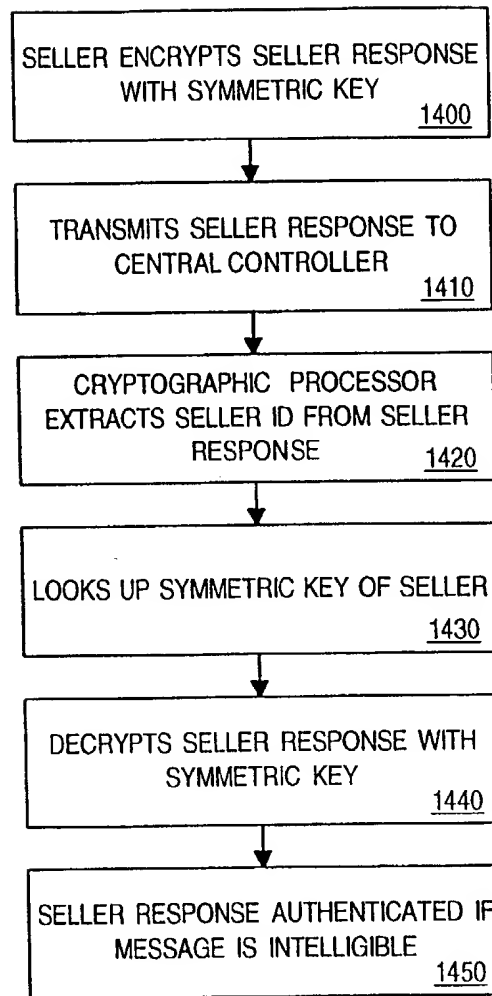 SELLER ENCRYPTS SELLER RESPONSE
WITH SYMMETRIC KEY
1400
TRANSMITS SELLER RESPONSE TO
CENTRAL CONTROLLER
1410
CRYPTOGRAPHIC PROCESSOR
EXTRACTS SELLER ID FROM SELLER
RESPONSE
1420
LOOKS UP SYMMETRIC KEY OF SELLER
1430
DECRYPTS SELLER RESPONSE WITH
SYMMETRIC KEY
1440
SELLER RESPONSE AUTHENTICATED IF
MESSAGE IS INTELLIGIBLE
1450